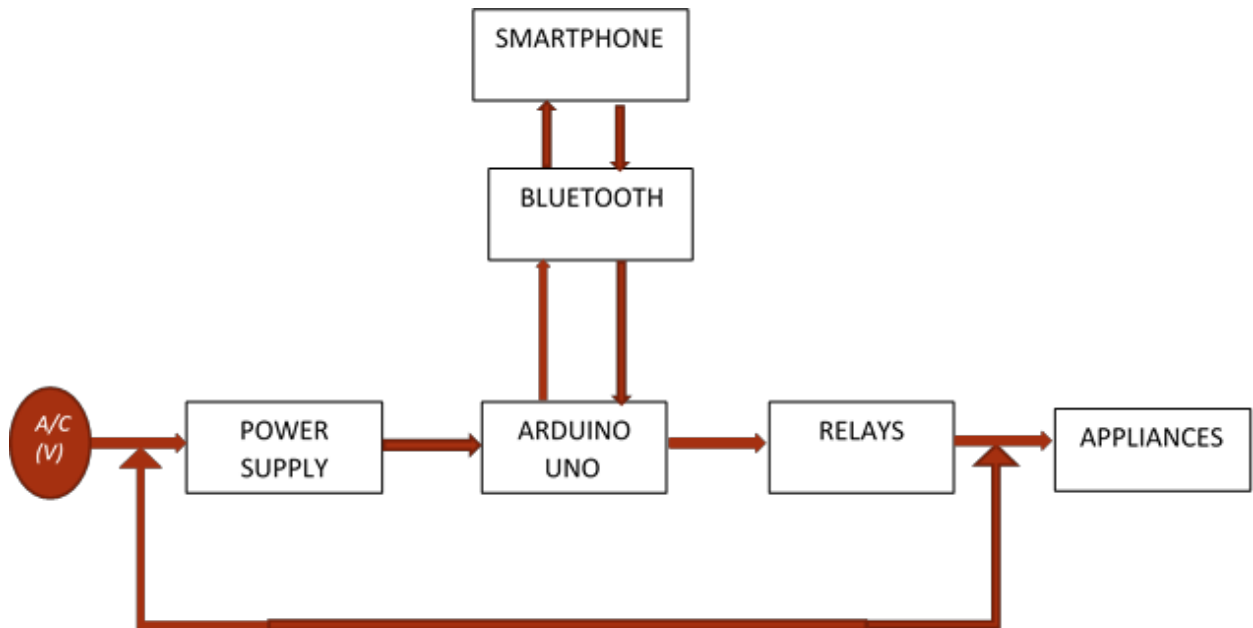 SMARTPHONE
BLUETOOTH
A/C
(V)
POWER
SUPPLY
ARDUINO
UNO
RELAYS
APPLIANCES